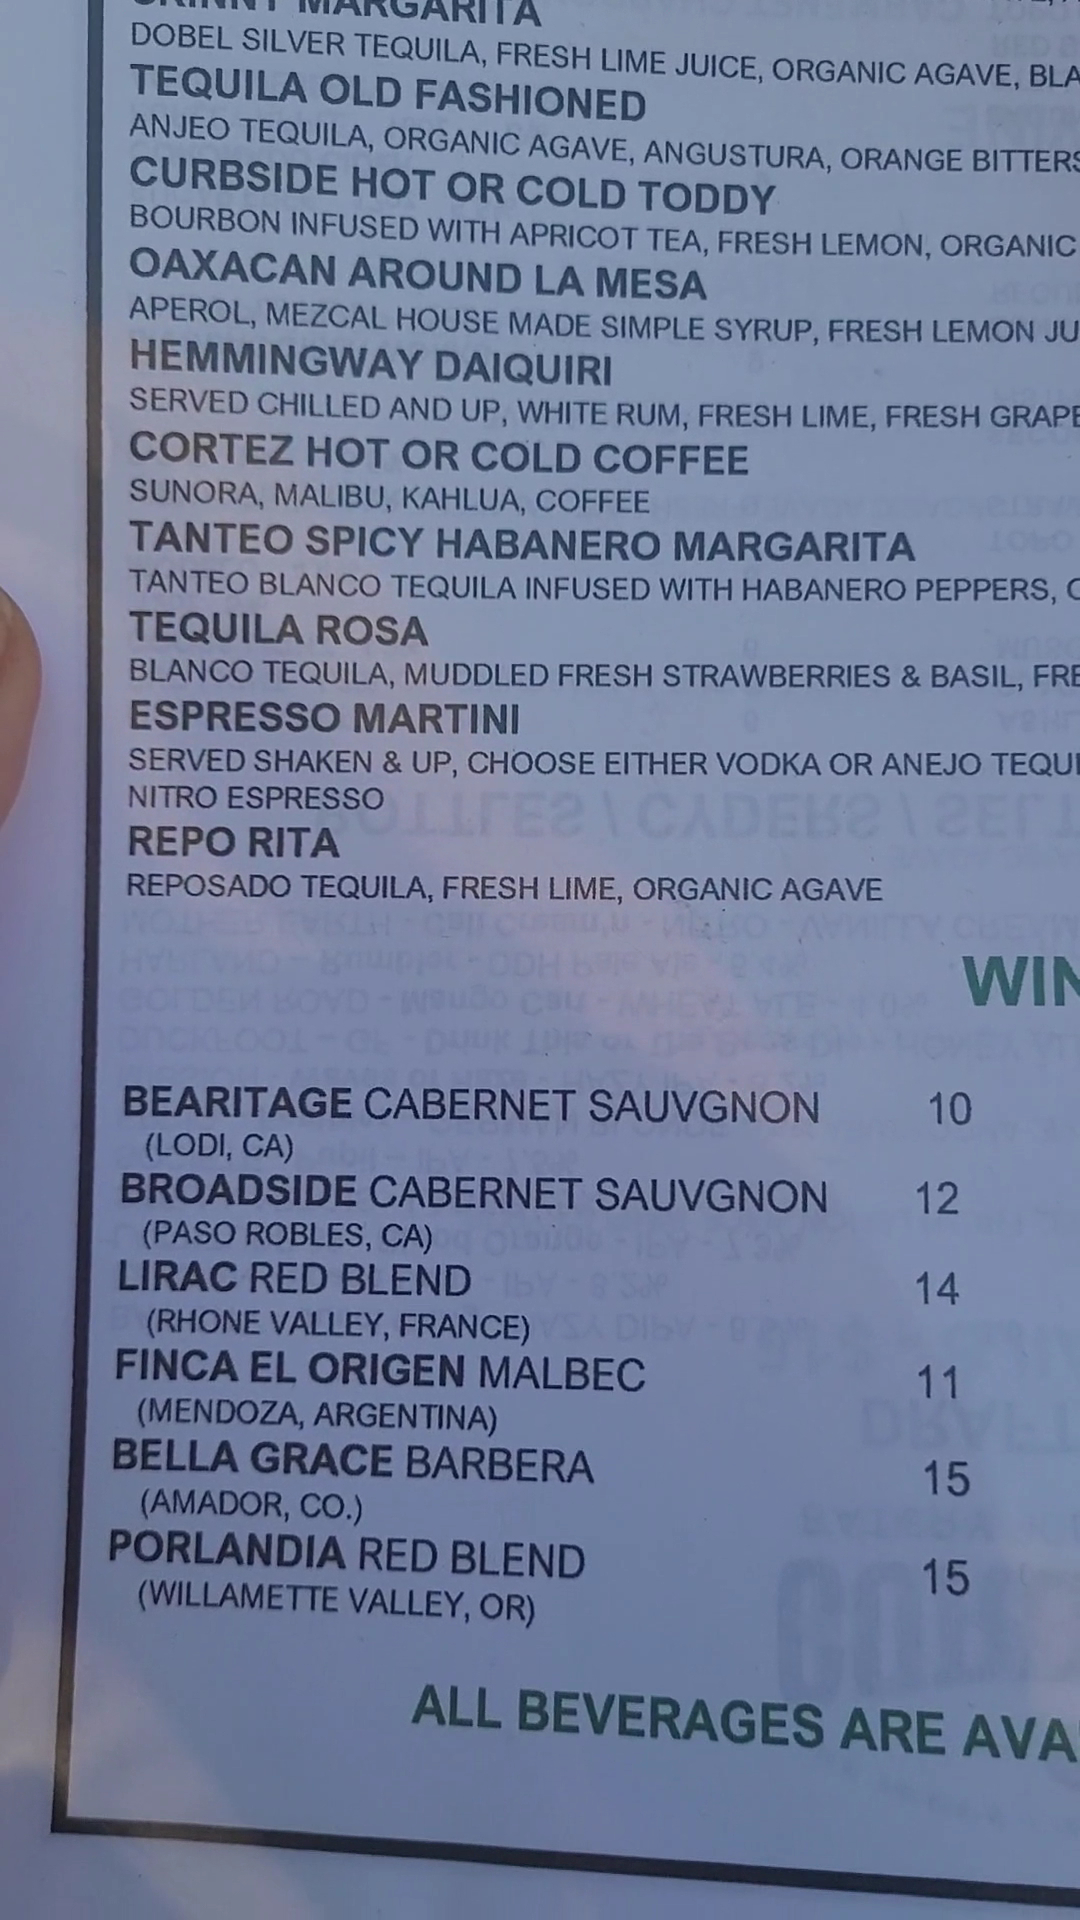 MARGARITA
DOBEL SILVER TEQUILA, FRESH LIME JUICE, ORGANIC AGAVE, BLA
TEQUILA OLD FASHIONED
ANJEO TEQUILA, ORGANIC AGAVE, ANGUSTURA, ORANGE BITTERS
CURBSIDE HOT OR COLD TODDY
BOURBON INFUSED WITH APRICOT TEA, FRESH LEMON, ORGANIC
OAXACAN AROUND LA MESA
APEROL, MEZCAL HOUSE MADE SIMPLE SYRUP, FRESH LEMON JU
HEMMINGWAY DAIQUIRI
SERVED CHILLED AND UP, WHITE RUM, FRESH LIME, FRESH GRAPE
CORTEZ HOT OR COLD COFFEE
SUNORA, MALIBU, KAHLUA, COFFEE
TANTEO SPICY HABANERO MARGARITA
TANTEO BLANCO TEQUILA INFUSED WITH HABANERO PEPPERS,
TEQUILA ROSA
BLANCO TEQUILA, MUDDLED FRESH STRAWBERRIES & BASIL, FRE
ESPRESSO MARTINI
SERVED SHAKEN & UP, CHOOSE EITHER VODKA OR ANEJO TEQUI
NITRO ESPRESSO
REPO RITA
REPOSADO TEQUILA, FRESH LIME, ORGANIC AGAVE
WIN
BEARITAGE CABERNET SAUVGNON 10
(LODI, CA)
BROADSIDE CABERNET SAUVGNON 12
(PASO ROBLES, CA)
LIRAC RED BLEND 14
(RHONE VALLEY, FRANCE)
FINCA EL ORIGEN MALBEC 11
(MENDOZA, ARGENTINA)
BELLA GRACE BARBERA 15
(AMADOR, CO.)
PORLANDIA RED BLEND 15
(WILLAMETTE VALLEY, OR)
ALL BEVERAGES ARE AVA